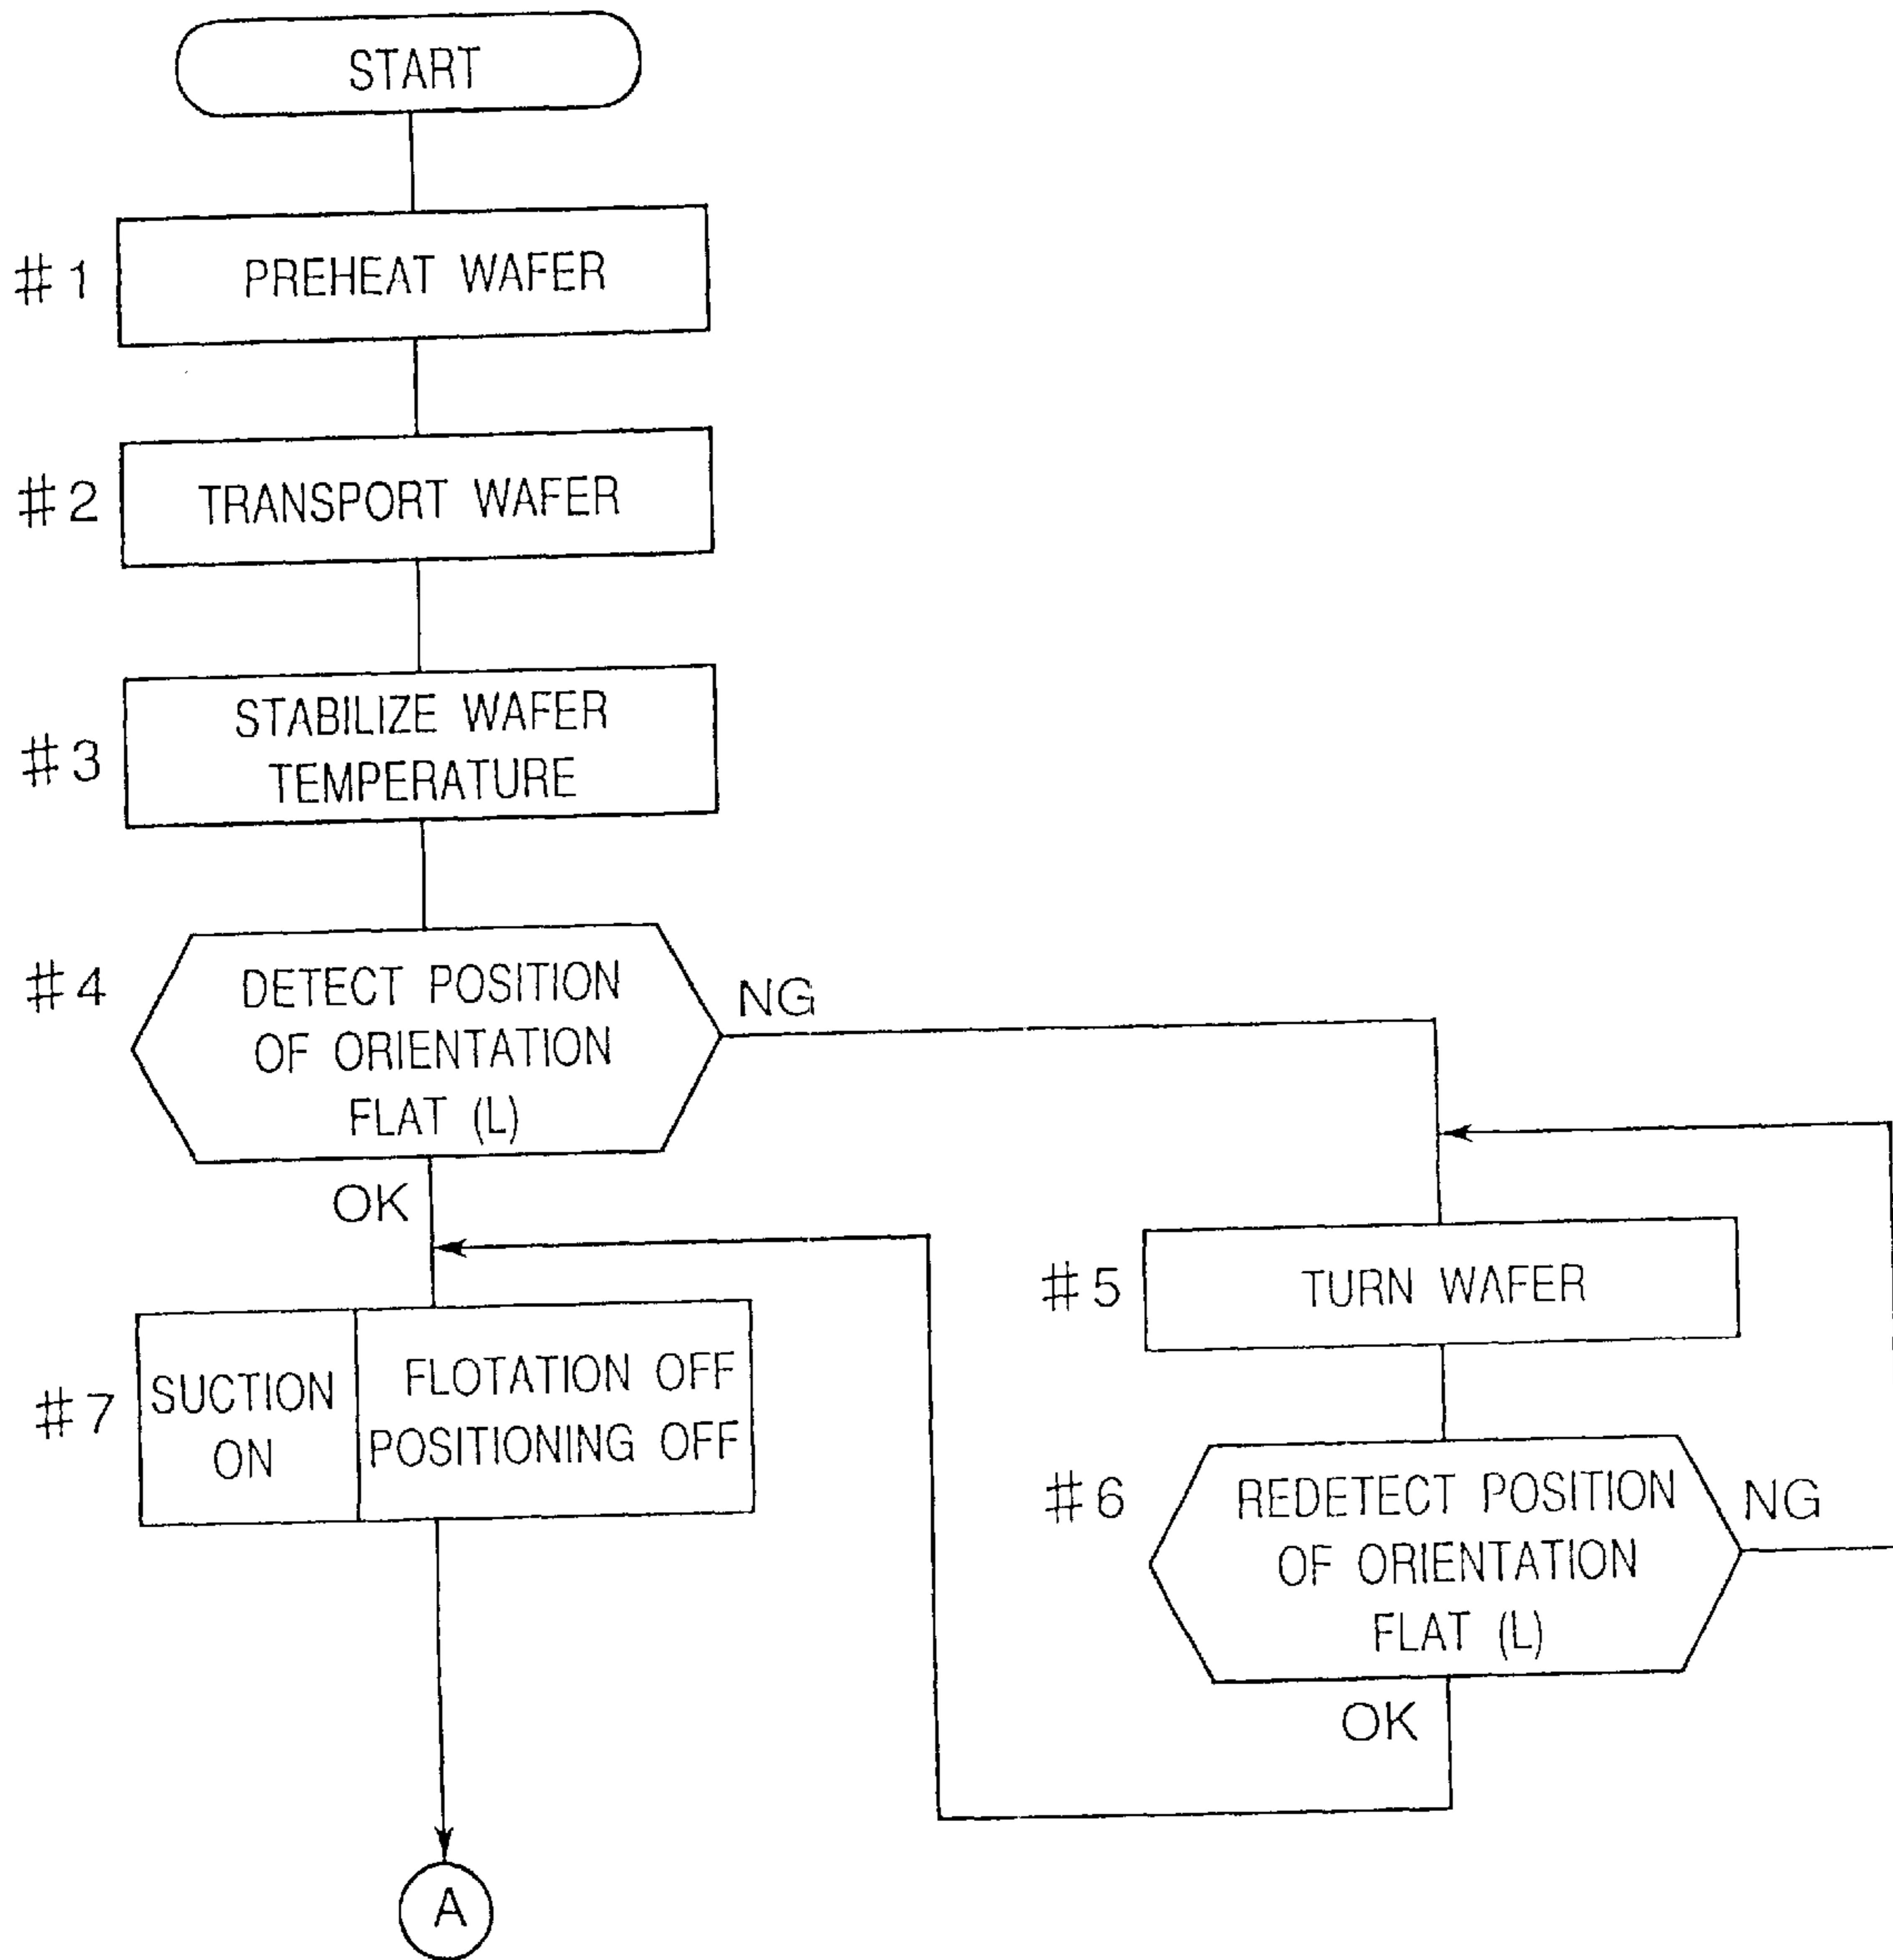 START
#1
PREHEAT WAFER
#2
TRANSPORT WAFER
#3
STABILIZE WAFER
TEMPERATURE
#4
DETECT POSITION
OF ORIENTATION
FLAT (L)
NG
OK
#5
TURN WAFER
#6
REDETECT POSITION
OF ORIENTATION
FLAT (L)
NG
OK
#7
SUCTION
ON
FLOTATION OFF
POSITIONING OFF
A